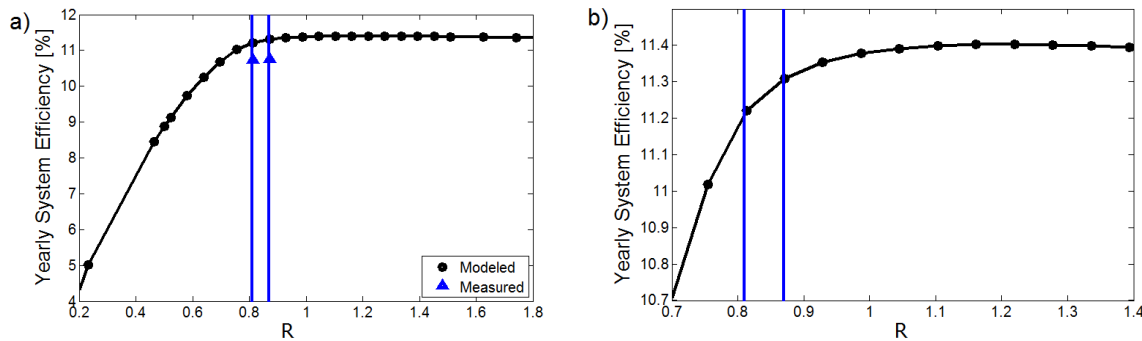 a)
Yearly System Efficiency [%]
13
12
11
10
9
8
7
6
5
4
0.2 0.4 0.6 0.8 1 1.2 1.4 1.6 1.8
R
Modeled
Measured
b)
Yearly System Efficiency [%]
11.4
11.3
11.2
11.1
11
10.9
10.8
10.7
0.7 0.8 0.9 1 1.1 1.2 1.3 1.4
R